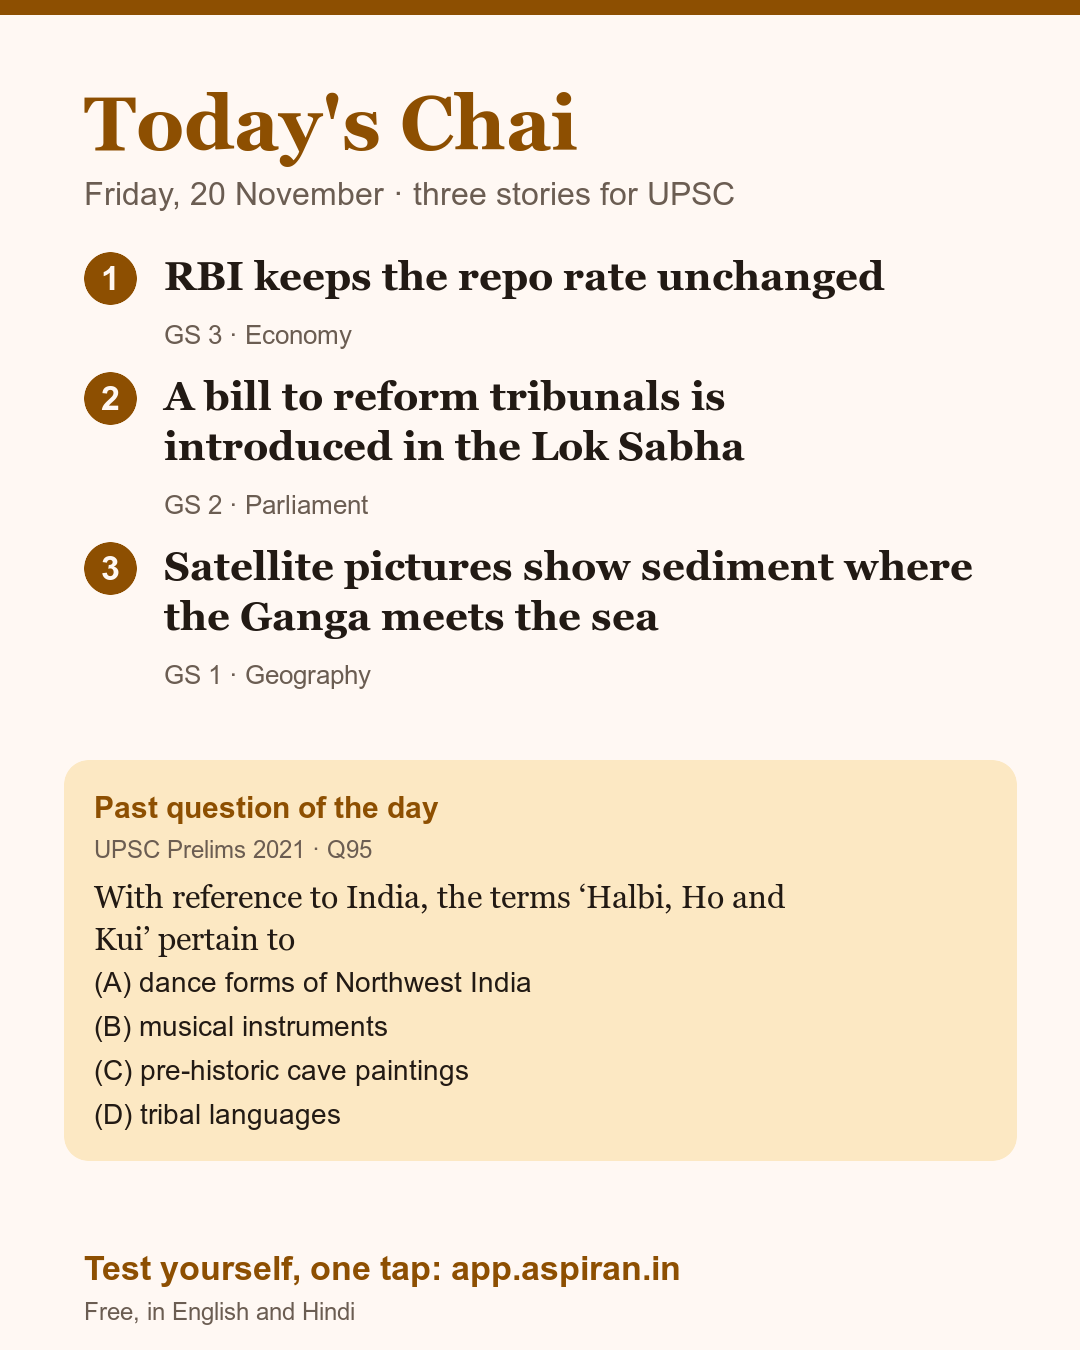 Today's Chai
Friday, 20 November · three stories for UPSC
1
RBI keeps the repo rate unchanged
GS 3 · Economy
2
A bill to reform tribunals is
introduced in the Lok Sabha
GS 2 · Parliament
3
Satellite pictures show sediment where
the Ganga meets the sea
GS 1 · Geography
Past question of the day
UPSC Prelims 2021 · Q95
With reference to India, the terms ‘Halbi, Ho and
Kui’ pertain to
(A) dance forms of Northwest India
(B) musical instruments
(C) pre-historic cave paintings
(D) tribal languages
Test yourself, one tap: app.aspiran.in
Free, in English and Hindi